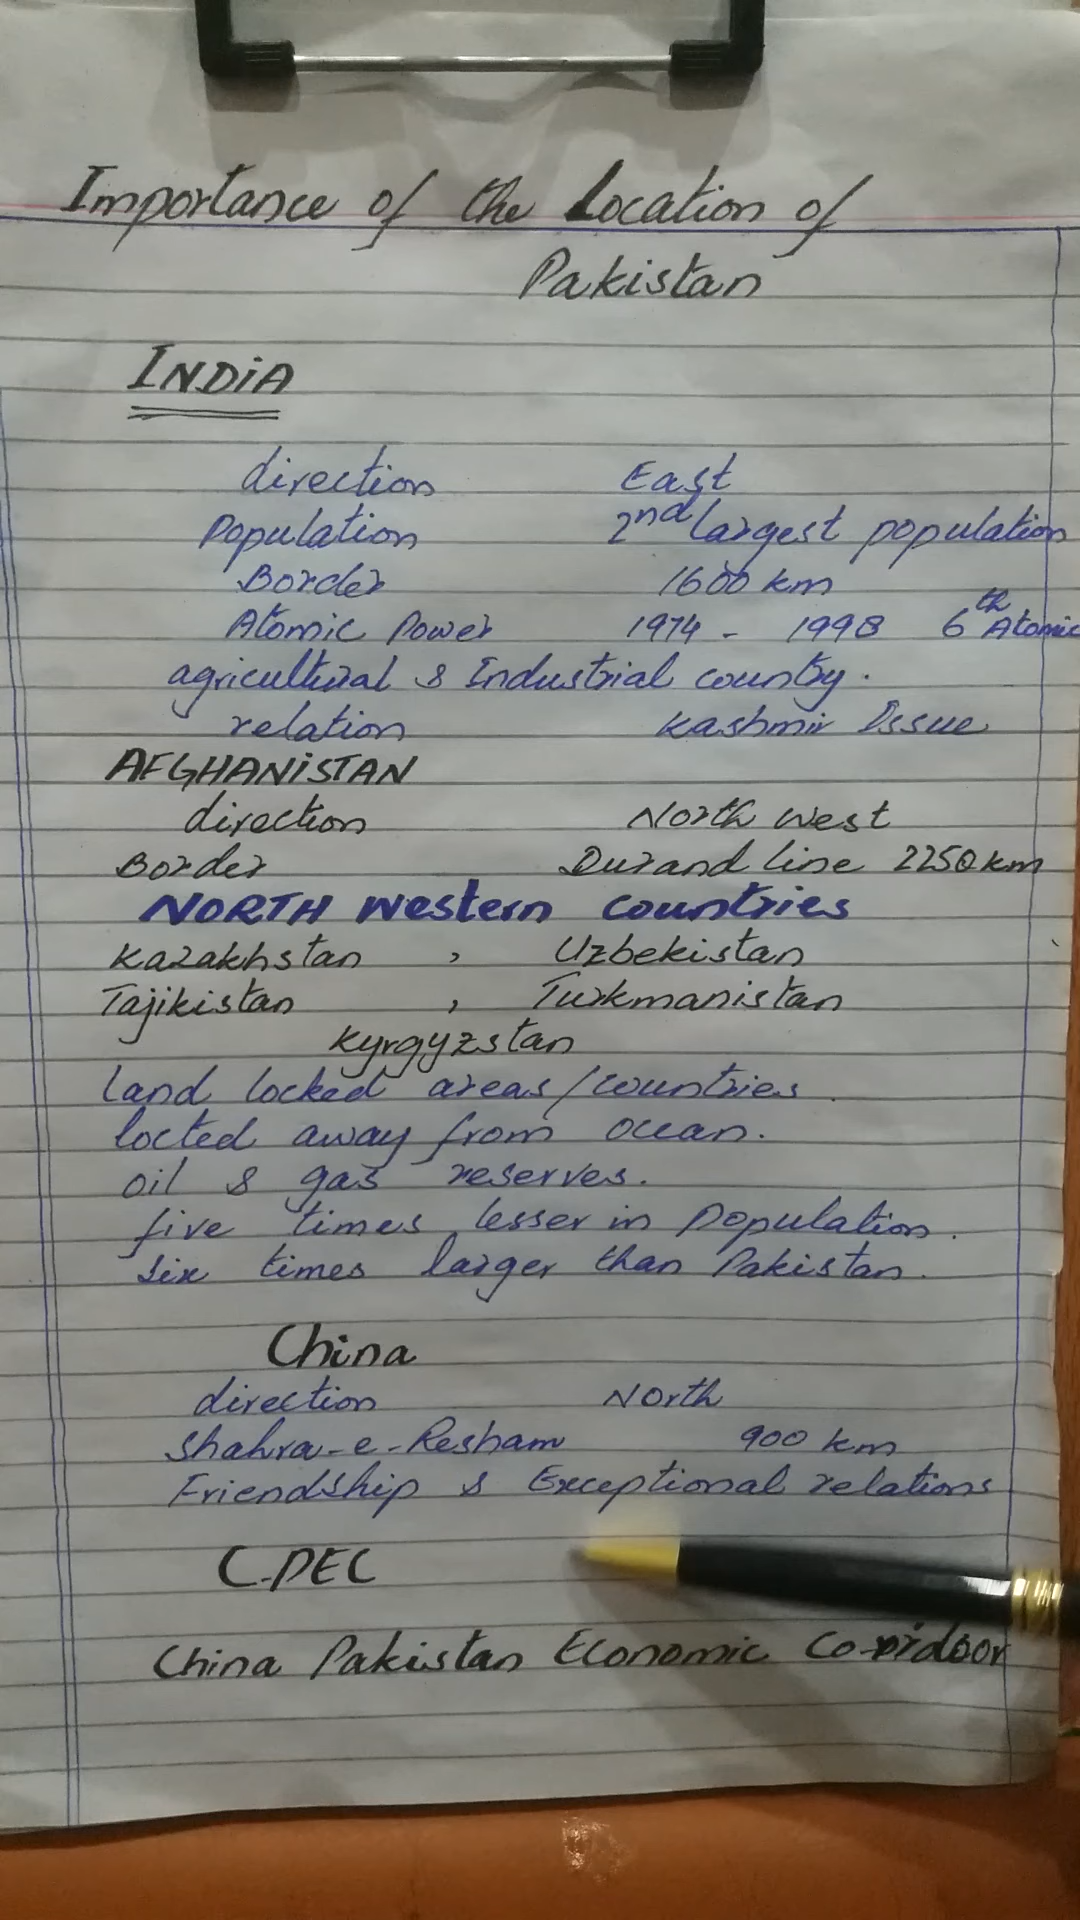 Importance of the Location of
Pakistan
INDiA
direction East
Population 2nd largest population
Border 1600 km
Atomic Power 1974 - 1998 6th Atomic
agricultural & Industrial country.
relation Kashmir Issue
AFGHANiSTAN
direction North West
Border Durand line 2250 km
NORTH Western countries
Kazakhstan , Uzbekistan
Tajikistan , Turkmanistan
Kyrgyzstan
Land locked areas/countries.
locted away from ocean.
oil & gas reserves.
five times lesser in Population.
Six times larger than Pakistan.
China
direction North
Shahra-e-Resham 900 km
Friendship & Exceptional relations
C.PEC
China Pakistan Economic Co-ridoor